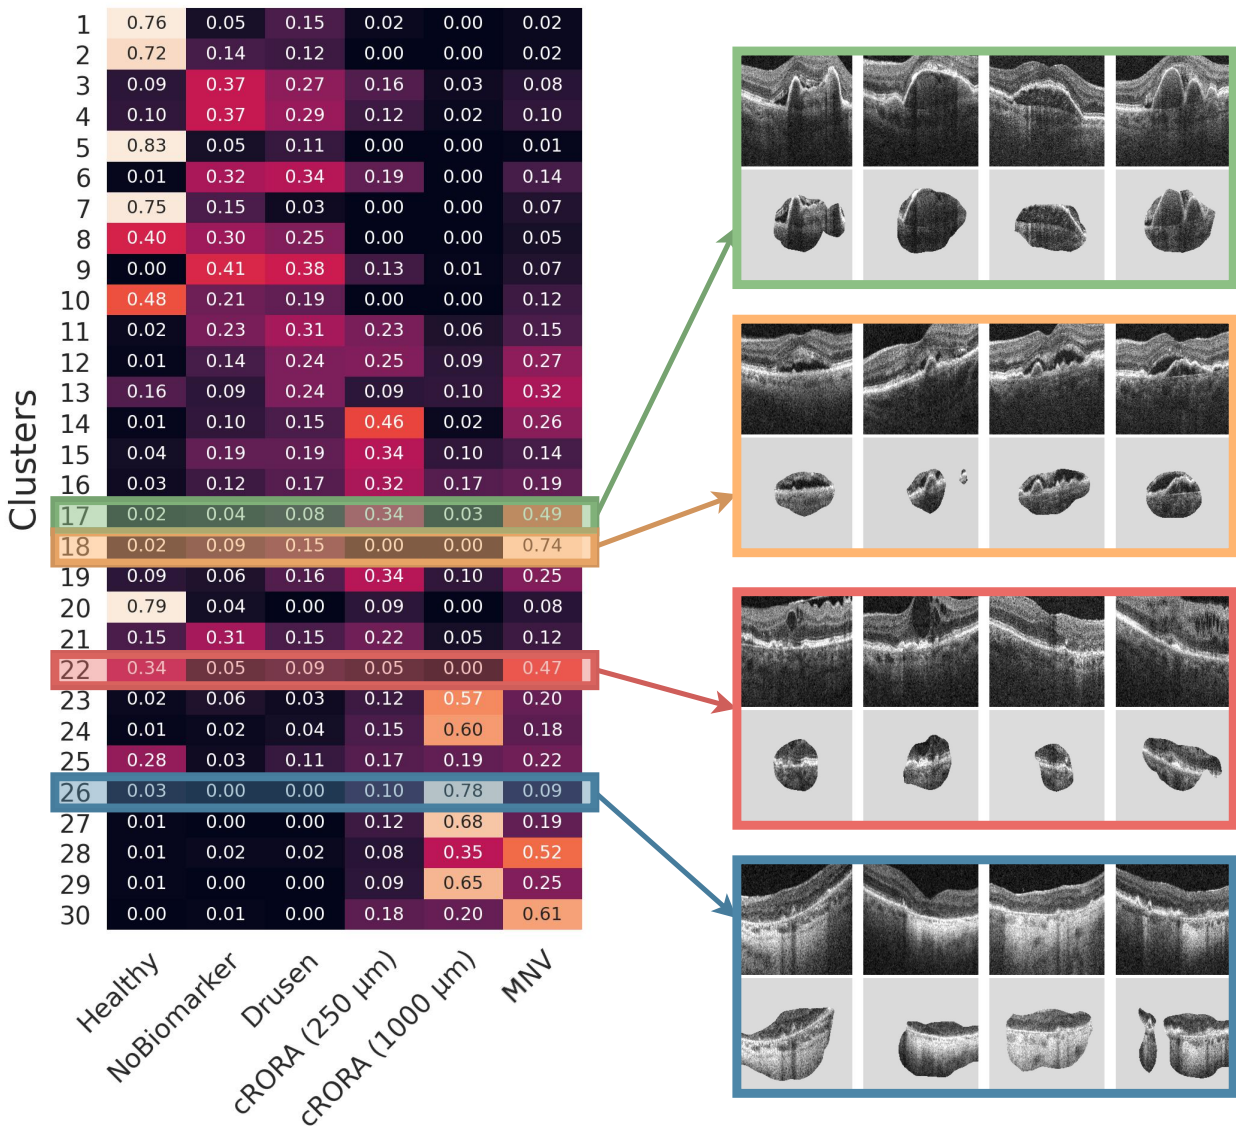 Clusters
1 0.76 0.05 0.15 0.02 0.00 0.02
2 0.72 0.14 0.12 0.00 0.00 0.02
3 0.09 0.37 0.27 0.16 0.03 0.08
4 0.10 0.37 0.29 0.12 0.02 0.10
5 0.83 0.05 0.11 0.00 0.00 0.01
6 0.01 0.32 0.34 0.19 0.00 0.14
7 0.75 0.15 0.03 0.00 0.00 0.07
8 0.40 0.30 0.25 0.00 0.00 0.05
9 0.00 0.41 0.38 0.13 0.01 0.07
10 0.48 0.21 0.19 0.00 0.00 0.12
11 0.02 0.23 0.31 0.23 0.06 0.15
12 0.01 0.14 0.24 0.25 0.09 0.27
13 0.16 0.09 0.24 0.09 0.10 0.32
14 0.01 0.10 0.15 0.46 0.02 0.26
15 0.04 0.19 0.19 0.34 0.10 0.14
16 0.03 0.12 0.17 0.32 0.17 0.19
17 0.02 0.04 0.08 0.34 0.03 0.49
18 0.02 0.09 0.15 0.00 0.00 0.74
19 0.09 0.06 0.16 0.34 0.10 0.25
20 0.79 0.04 0.00 0.09 0.00 0.08
21 0.15 0.31 0.15 0.22 0.05 0.12
22 0.34 0.05 0.09 0.05 0.00 0.47
23 0.02 0.06 0.03 0.12 0.57 0.20
24 0.01 0.02 0.04 0.15 0.60 0.18
25 0.28 0.03 0.11 0.17 0.19 0.22
26 0.03 0.00 0.00 0.10 0.78 0.09
27 0.01 0.00 0.00 0.12 0.68 0.19
28 0.01 0.02 0.02 0.08 0.35 0.52
29 0.01 0.00 0.00 0.09 0.65 0.25
30 0.00 0.01 0.00 0.18 0.20 0.61
Healthy
NoBiomarker
Drusen
cRORA (250 µm)
cRORA (1000 µm)
MNV